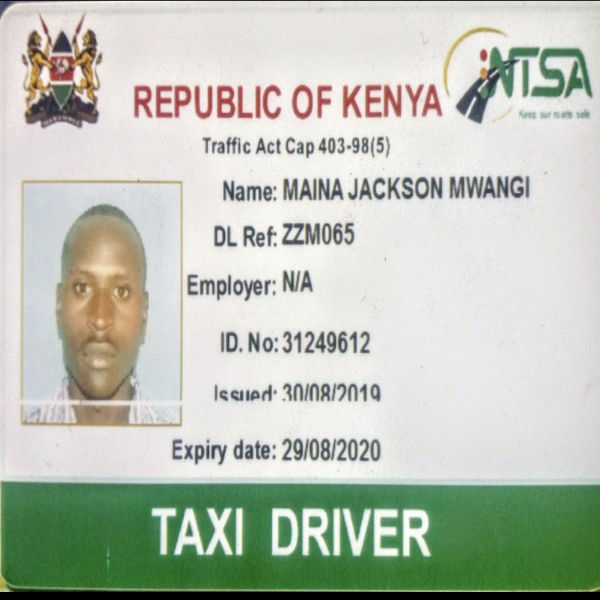 NTSA
Keep our roads safe
REPUBLIC OF KENYA
Traffic Act Cap 403-98(5)
Name: MAINA JACKSON MWANGI
DL Ref: ZZM065
Employer: N/A
ID. No: 31249612
Issued: 30/08/2019
Expiry date: 29/08/2020
TAXI DRIVER